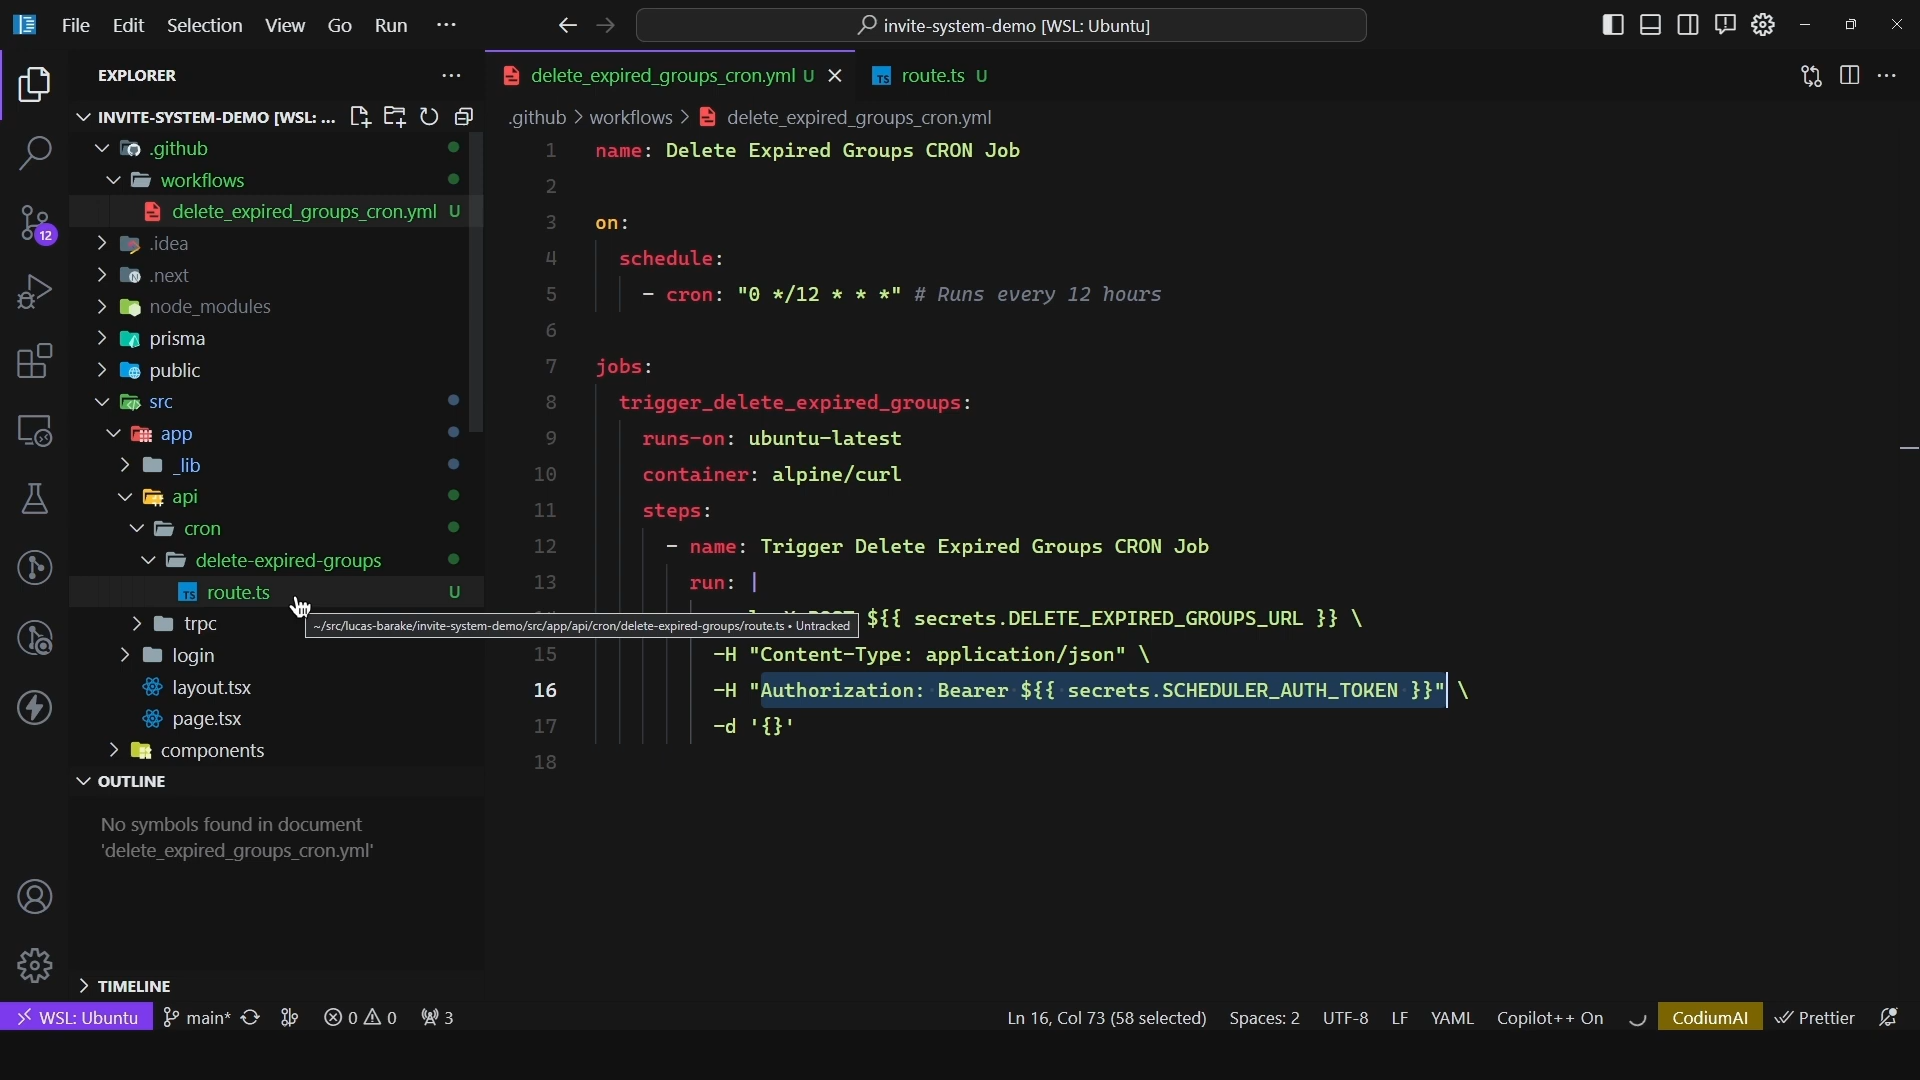 File Edit Selection View Go Run ···
invite-system-demo [WSL: Ubuntu]
EXPLORER
INVITE-SYSTEM-DEMO [WSL: ...
.github
workflows
delete_expired_groups_cron.yml U
.idea
.next
node_modules
prisma
public
src
app
_lib
api
cron
delete-expired-groups
route.ts U
trpc
login
layout.tsx
page.tsx
components
OUTLINE
No symbols found in document
'delete_expired_groups_cron.yml'
TIMELINE
12
delete_expired_groups_cron.yml U
route.ts U
.github > workflows > delete_expired_groups_cron.yml
1 name: Delete Expired Groups CRON Job
2
3 on:
4 schedule:
5 - cron: "0 */12 * * *" # Runs every 12 hours
6
7 jobs:
8 trigger_delete_expired_groups:
9 runs-on: ubuntu-latest
10 container: alpine/curl
11 steps:
12 - name: Trigger Delete Expired Groups CRON Job
13 run: |
${{ secrets.DELETE_EXPIRED_GROUPS_URL }} \
~/src/lucas-barake/invite-system-demo/src/app/api/cron/delete-expired-groups/route.ts • Untracked
15 -H "Content-Type: application/json" \
16 -H "Authorization: Bearer ${{ secrets.SCHEDULER_AUTH_TOKEN }}" \
17 -d '{}'
18
WSL: Ubuntu main* 0 0 3
Ln 16, Col 73 (58 selected) Spaces: 2 UTF-8 LF YAML Copilot++ On CodiumAI Prettier